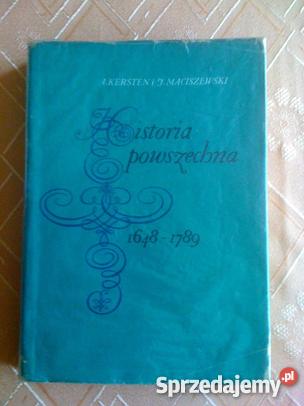 A. KERSTEN i J. MACISZEWSKI
Historia
powszechna
1648 - 1789
Sprzedajemy
.pl